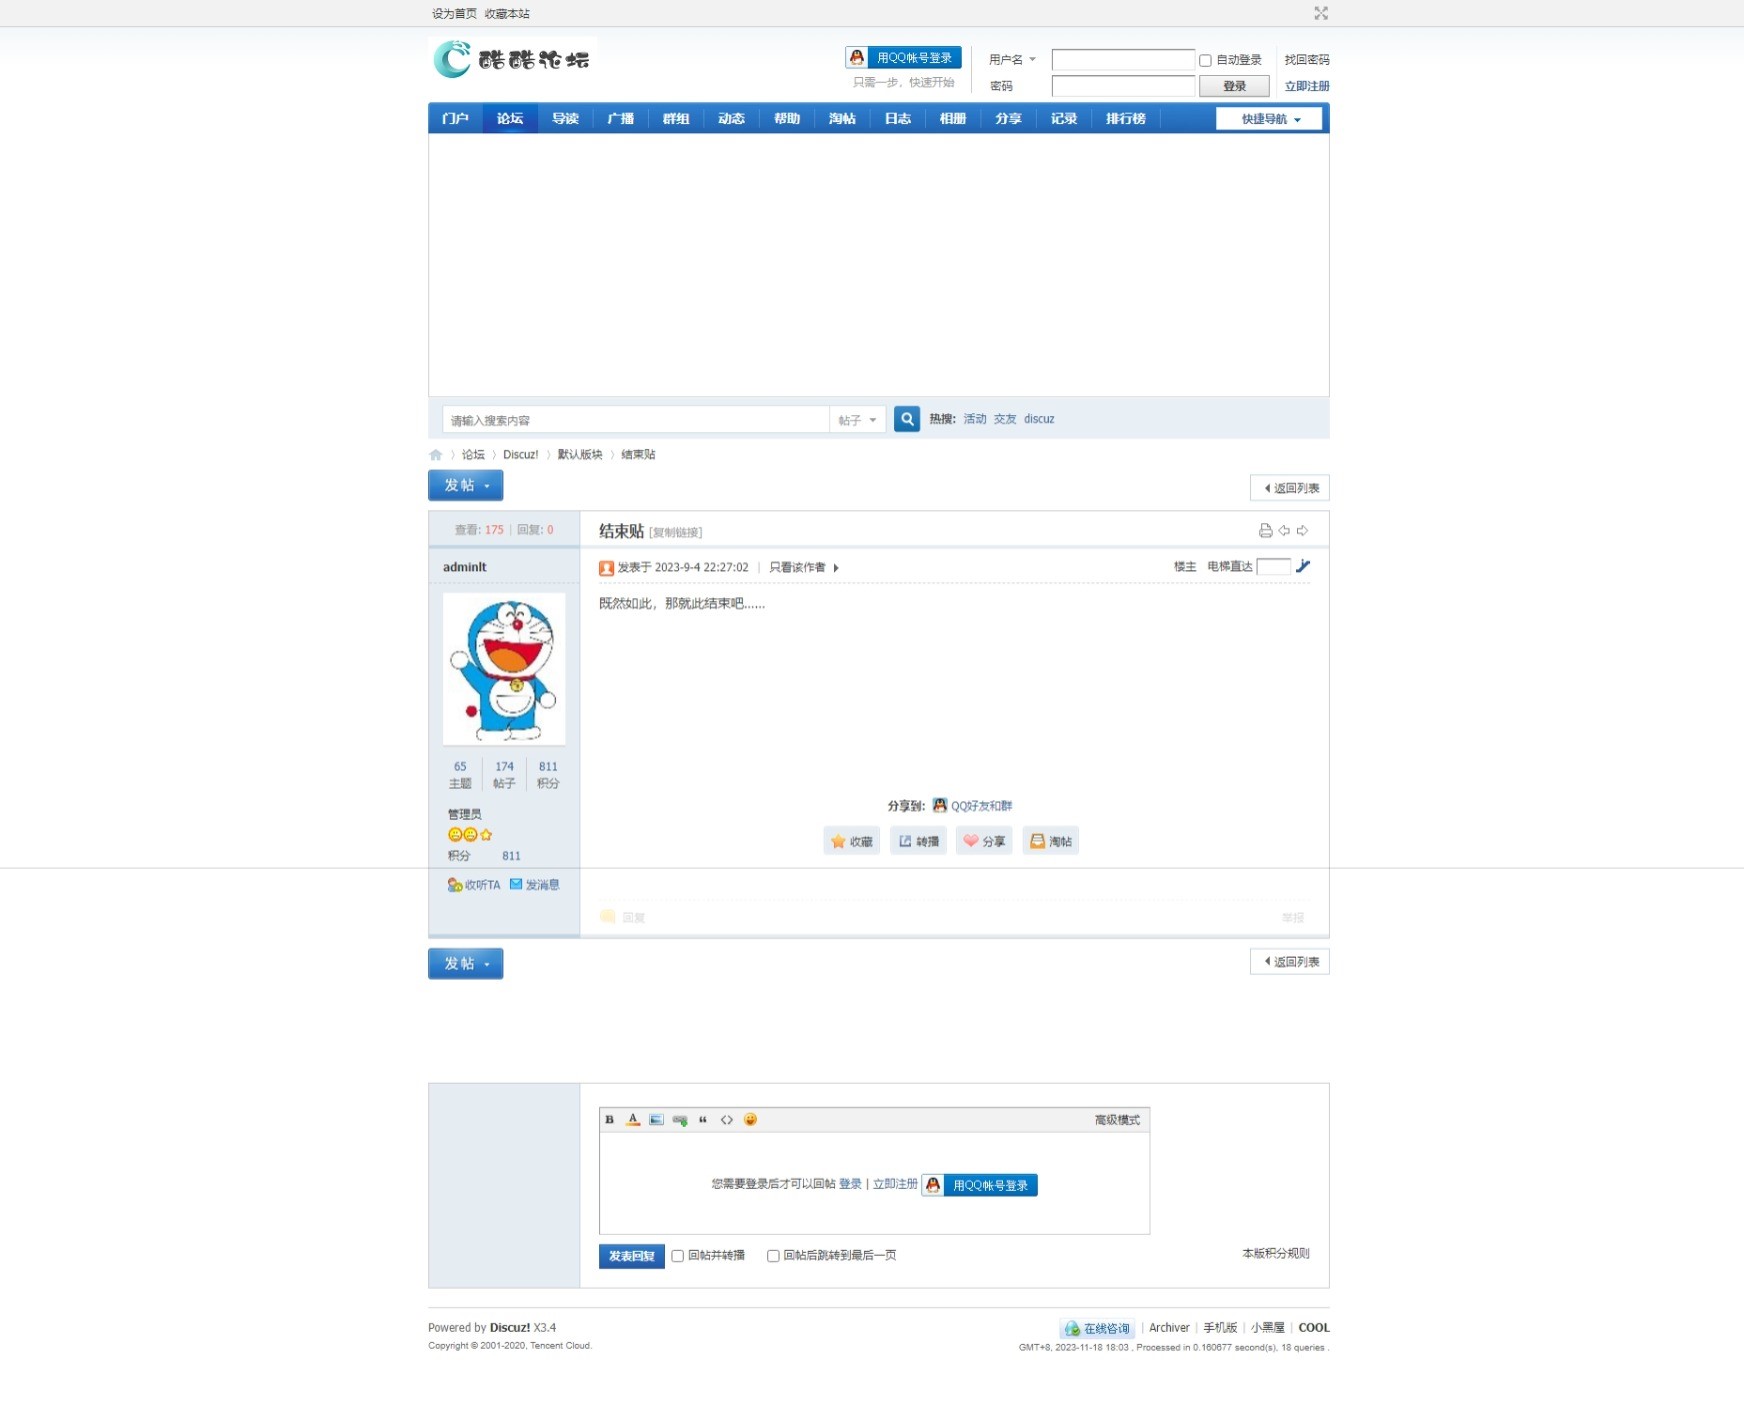 设为首页 收藏本站
酷酷论坛
用QQ帐号登录
只需一步，快速开始
用户名 自动登录 找回密码
密码 登录 立即注册
门户 论坛 导读 广播 群组 动态 帮助 淘帖 日志 相册 分享 记录 排行榜 快捷导航
请输入搜索内容 帖子 热搜: 活动 交友 discuz
论坛 〉 Discuz! 〉 默认版块 〉 结束贴
发帖 返回列表
查看: 175 | 回复: 0 结束贴 [复制链接]
adminlt 发表于 2023-9-4 22:27:02 | 只看该作者 楼主 电梯直达
既然如此，那就此结束吧......
65 174 811
主题 帖子 积分
分享到: QQ好友和群
管理员
收藏 转播 分享 淘帖
积分 811
收听TA 发消息
回复 举报
发帖 返回列表
B A “ <> 高级模式
您需要登录后才可以回帖 登录 | 立即注册 用QQ帐号登录
发表回复 回帖并转播 回帖后跳转到最后一页 本版积分规则
Powered by Discuz! X3.4 在线咨询 | Archiver | 手机版 | 小黑屋 | COOL
Copyright © 2001-2020, Tencent Cloud. GMT+8, 2023-11-18 18:03 , Processed in 0.160677 second(s), 18 queries .